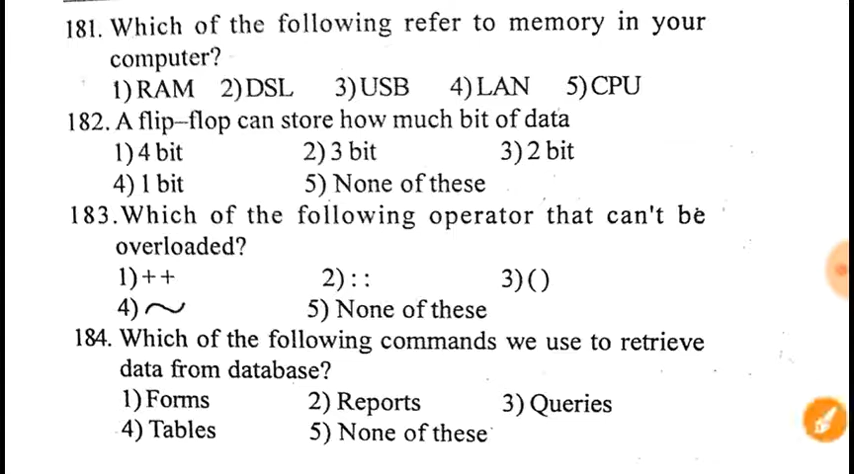 181. Which of the following refer to memory in your
computer?
1) RAM 2) DSL 3) USB 4) LAN 5) CPU
182. A flip–flop can store how much bit of data
1) 4 bit 2) 3 bit 3) 2 bit
4) 1 bit 5) None of these
183. Which of the following operator that can't be
overloaded?
1) ++ 2) : : 3) ()
4) ~ 5) None of these
184. Which of the following commands we use to retrieve
data from database?
1) Forms 2) Reports 3) Queries
4) Tables 5) None of these